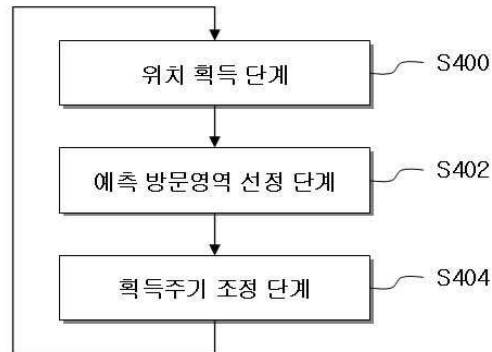 위치 획득 단계
S400
예측 방문영역 선정 단계
S402
획득주기 조정 단계
S404